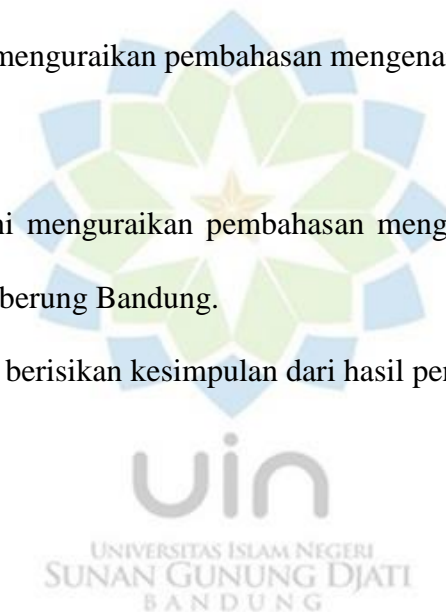 menguraikan pembahasan mengena
ni menguraikan pembahasan meng
berung Bandung.
berisikan kesimpulan dari hasil per
uin
UNIVERSITAS ISLAM NEGERI
SUNAN GUNUNG DJATI
BANDUNG